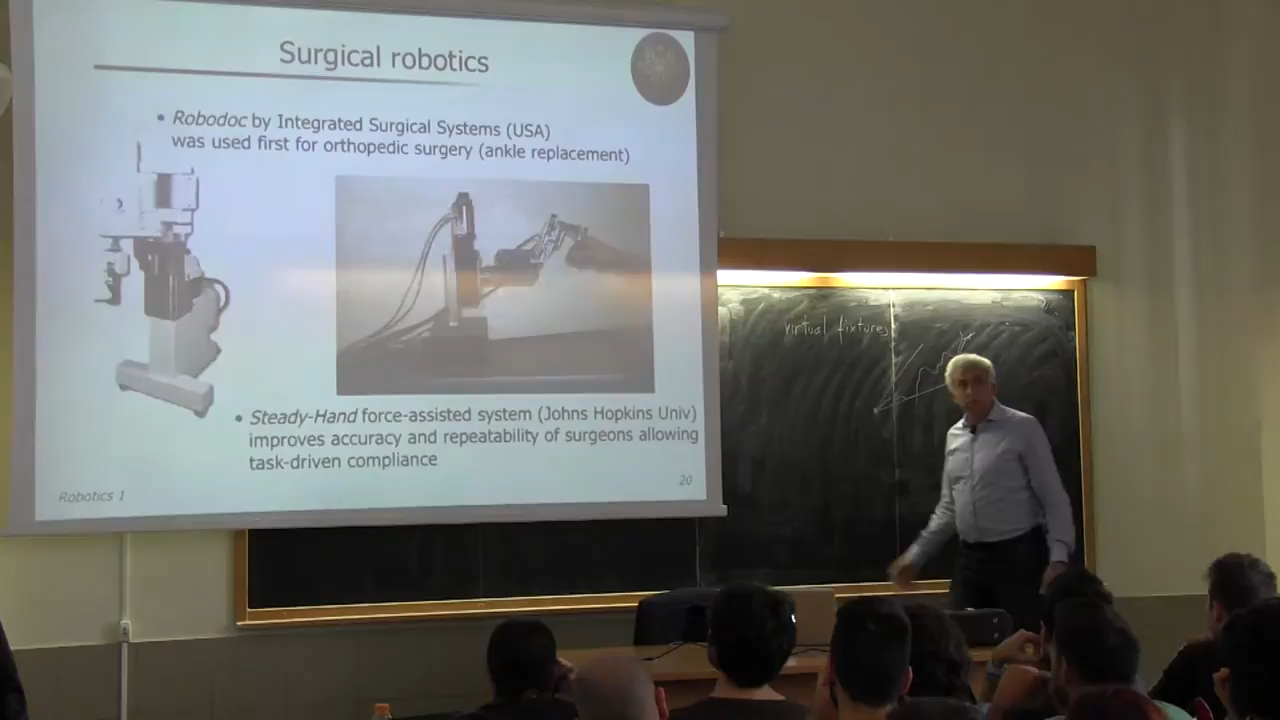 Surgical robotics
• Robodoc by Integrated Surgical Systems (USA)
was used first for orthopedic surgery (ankle replacement)
• Steady-Hand force-assisted system (Johns Hopkins Univ)
improves accuracy and repeatability of surgeons allowing
task-driven compliance
Robotics 1
20
virtual fixtures